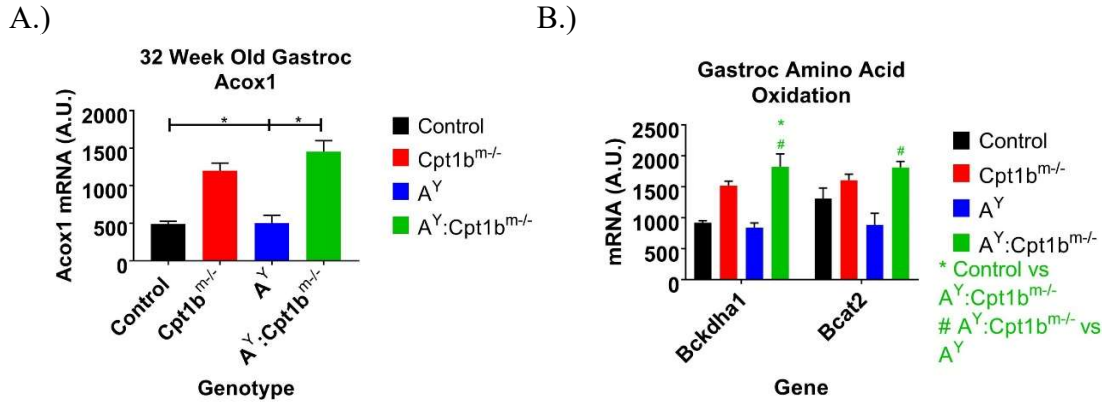 A.)
32 Week Old Gastroc
Acox1
Acox1 mRNA (A.U.)
2000
1500
1000
500
0
* *
Control
Cpt1b^m-/-
A^Y
A^Y:Cpt1b^m-/-
Genotype
Control
Cpt1b^m-/-
A^Y
A^Y:Cpt1b^m-/-
B.)
Gastroc Amino Acid
Oxidation
mRNA (A.U.)
2500
2000
1500
1000
500
0
*
#
#
Bckdha1
Bcat2
Gene
Control
Cpt1b^m-/-
A^Y
A^Y:Cpt1b^m-/-
* Control vs
A^Y:Cpt1b^m-/-
# A^Y:Cpt1b^m-/- vs
A^Y